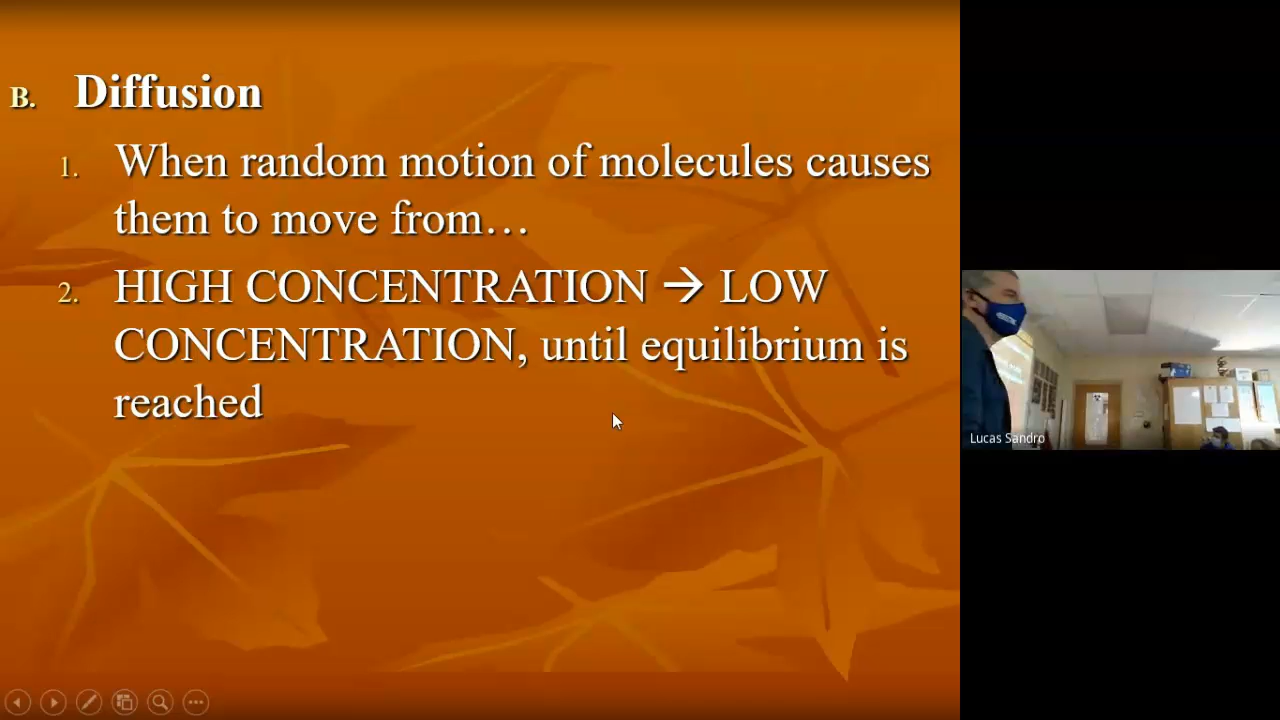 B. Diffusion
1. When random motion of molecules causes
them to move from…
2. HIGH CONCENTRATION → LOW
CONCENTRATION, until equilibrium is
reached
Lucas Sandro